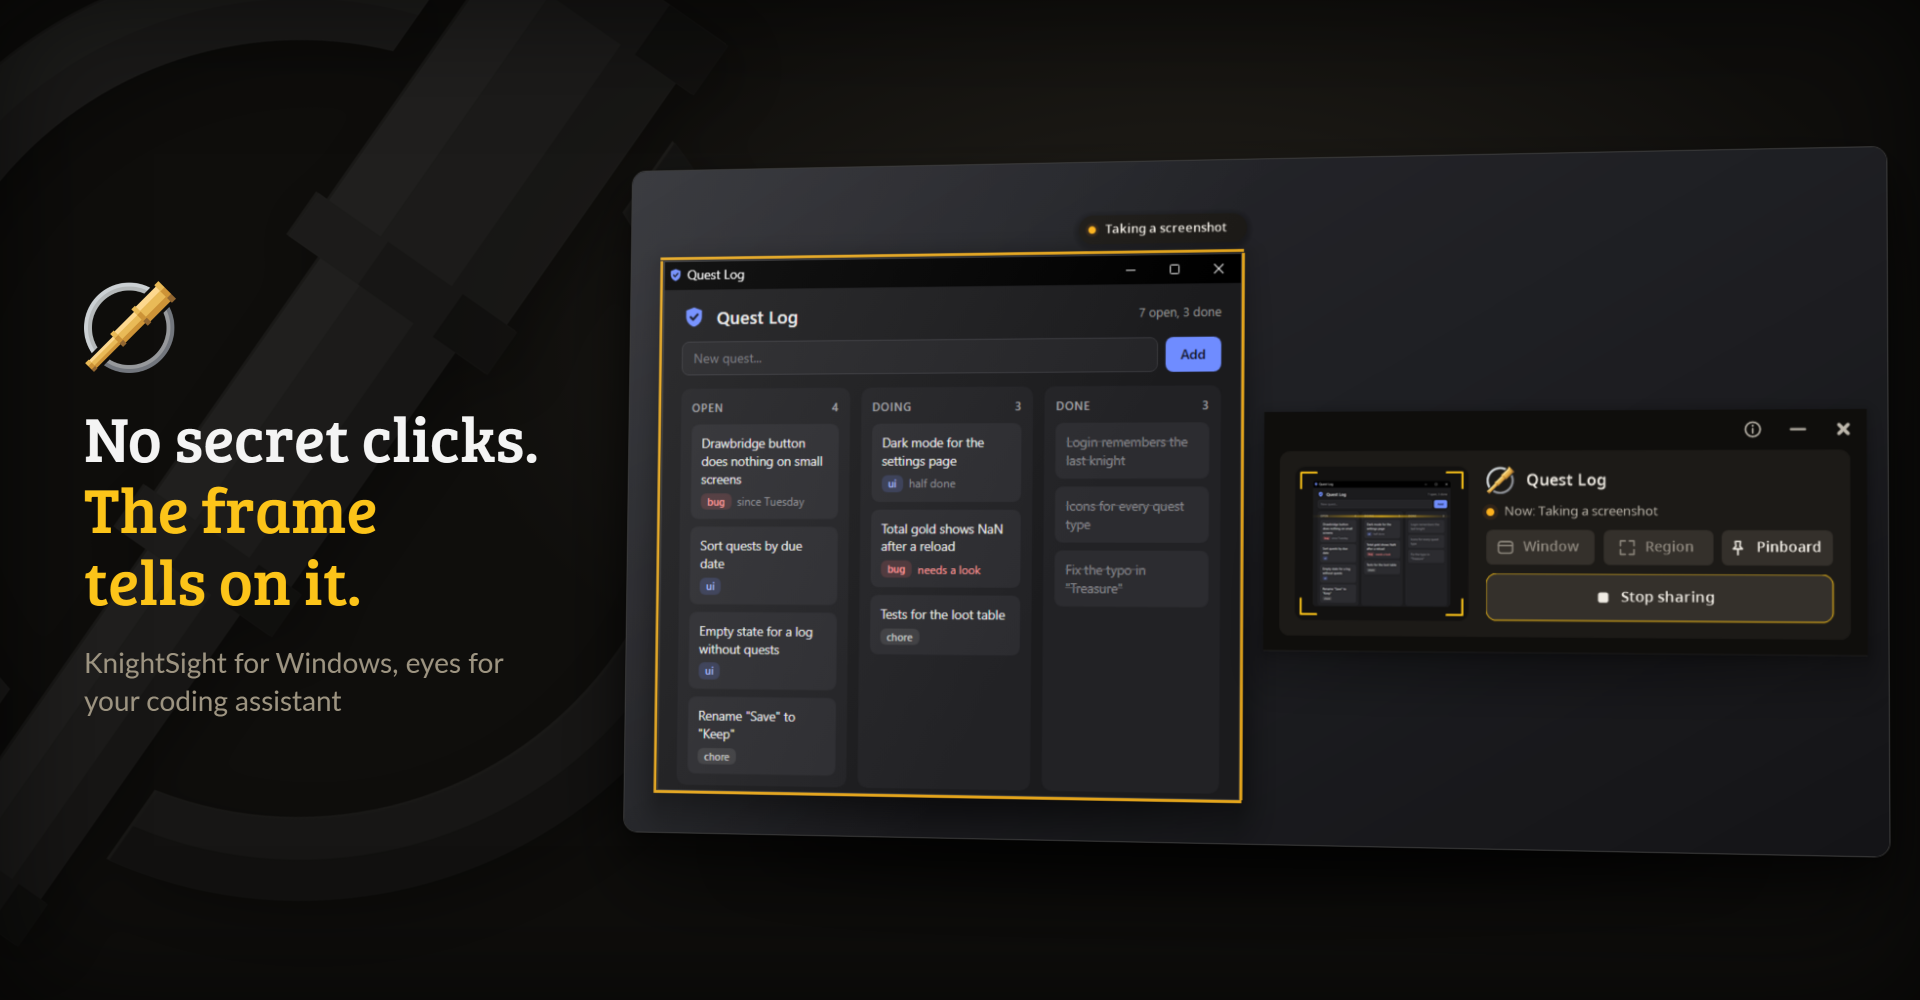 No secret clicks.
The frame
tells on it.
KnightSight for Windows, eyes for
your coding assistant
Taking a screenshot
Quest Log
Quest Log
7 open, 3 done
New quest...
Add
OPEN 4
Drawbridge button
does nothing on small
screens
bug since Tuesday
Sort quests by due
date
ui
Empty state for a log
without quests
ui
Rename "Save" to
"Keep"
chore
DOING 3
Dark mode for the
settings page
ui half done
Total gold shows NaN
after a reload
bug needs a look
Tests for the loot table
chore
DONE 3
Login remembers the
last knight
Icons for every quest
type
Fix the typo in
"Treasure"
Quest Log
Now: Taking a screenshot
Window Region Pinboard
Stop sharing